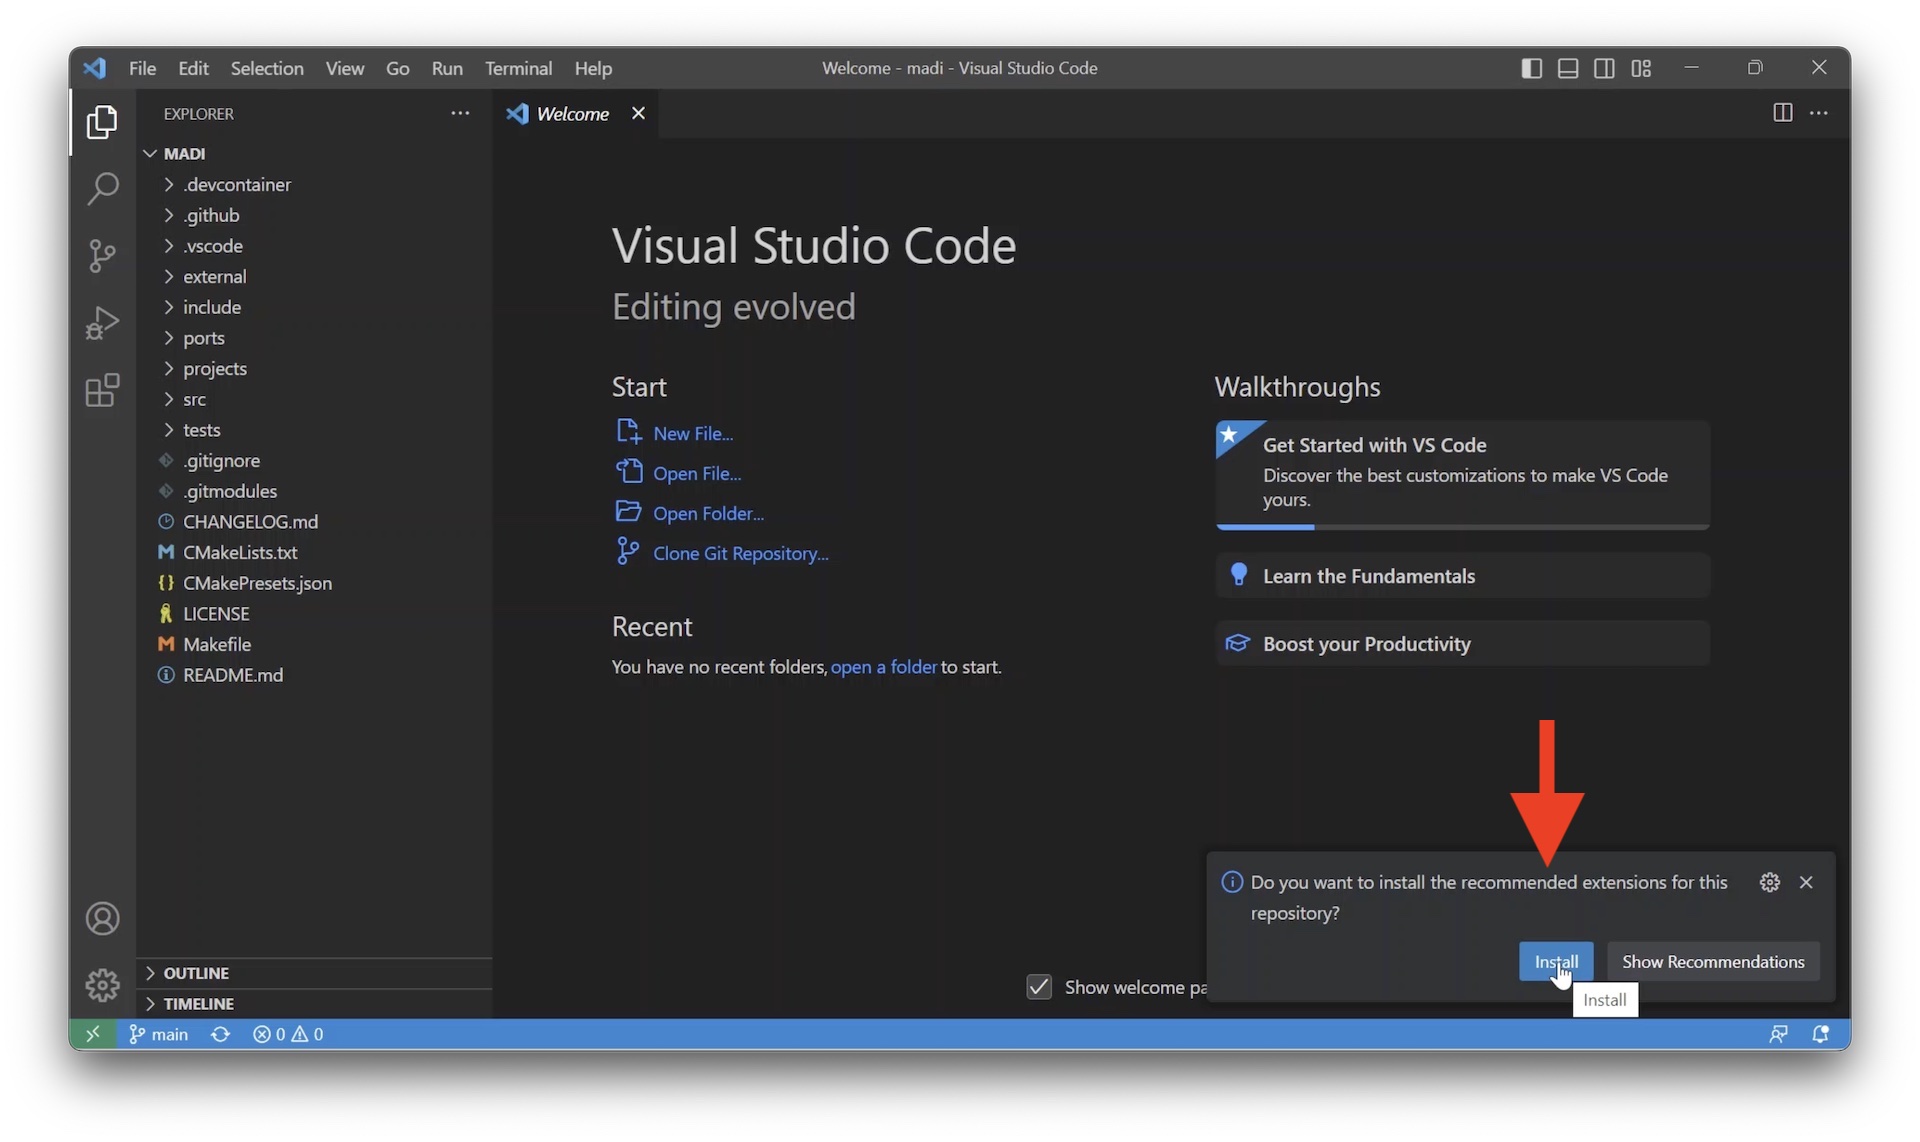 File Edit Selection View Go Run Terminal Help
Welcome - madi - Visual Studio Code
EXPLORER
MADI
.devcontainer
.github
.vscode
external
include
ports
projects
src
tests
.gitignore
.gitmodules
CHANGELOG.md
CMakeLists.txt
CMakePresets.json
LICENSE
Makefile
README.md
OUTLINE
TIMELINE
Welcome
Visual Studio Code
Editing evolved
Start
New File...
Open File...
Open Folder...
Clone Git Repository...
Recent
You have no recent folders, open a folder to start.
Walkthroughs
Get Started with VS Code
Discover the best customizations to make VS Code
yours.
Learn the Fundamentals
Boost your Productivity
Show welcome pa
Do you want to install the recommended extensions for this
repository?
Install
Show Recommendations
Install
main 0 0